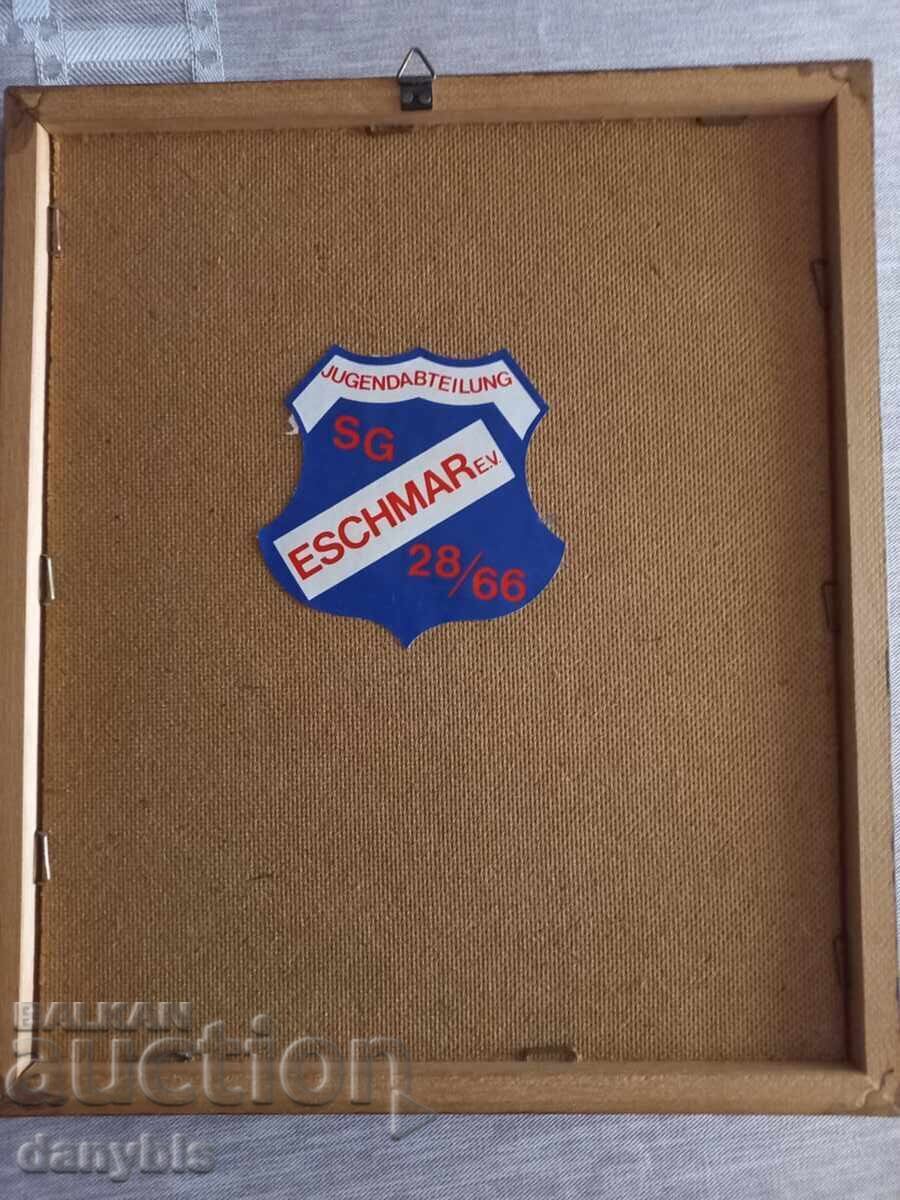 JUGENDABTEILUNG
SG
ESCHMAR E.V.
28/66
BALKAN
auction
danybls